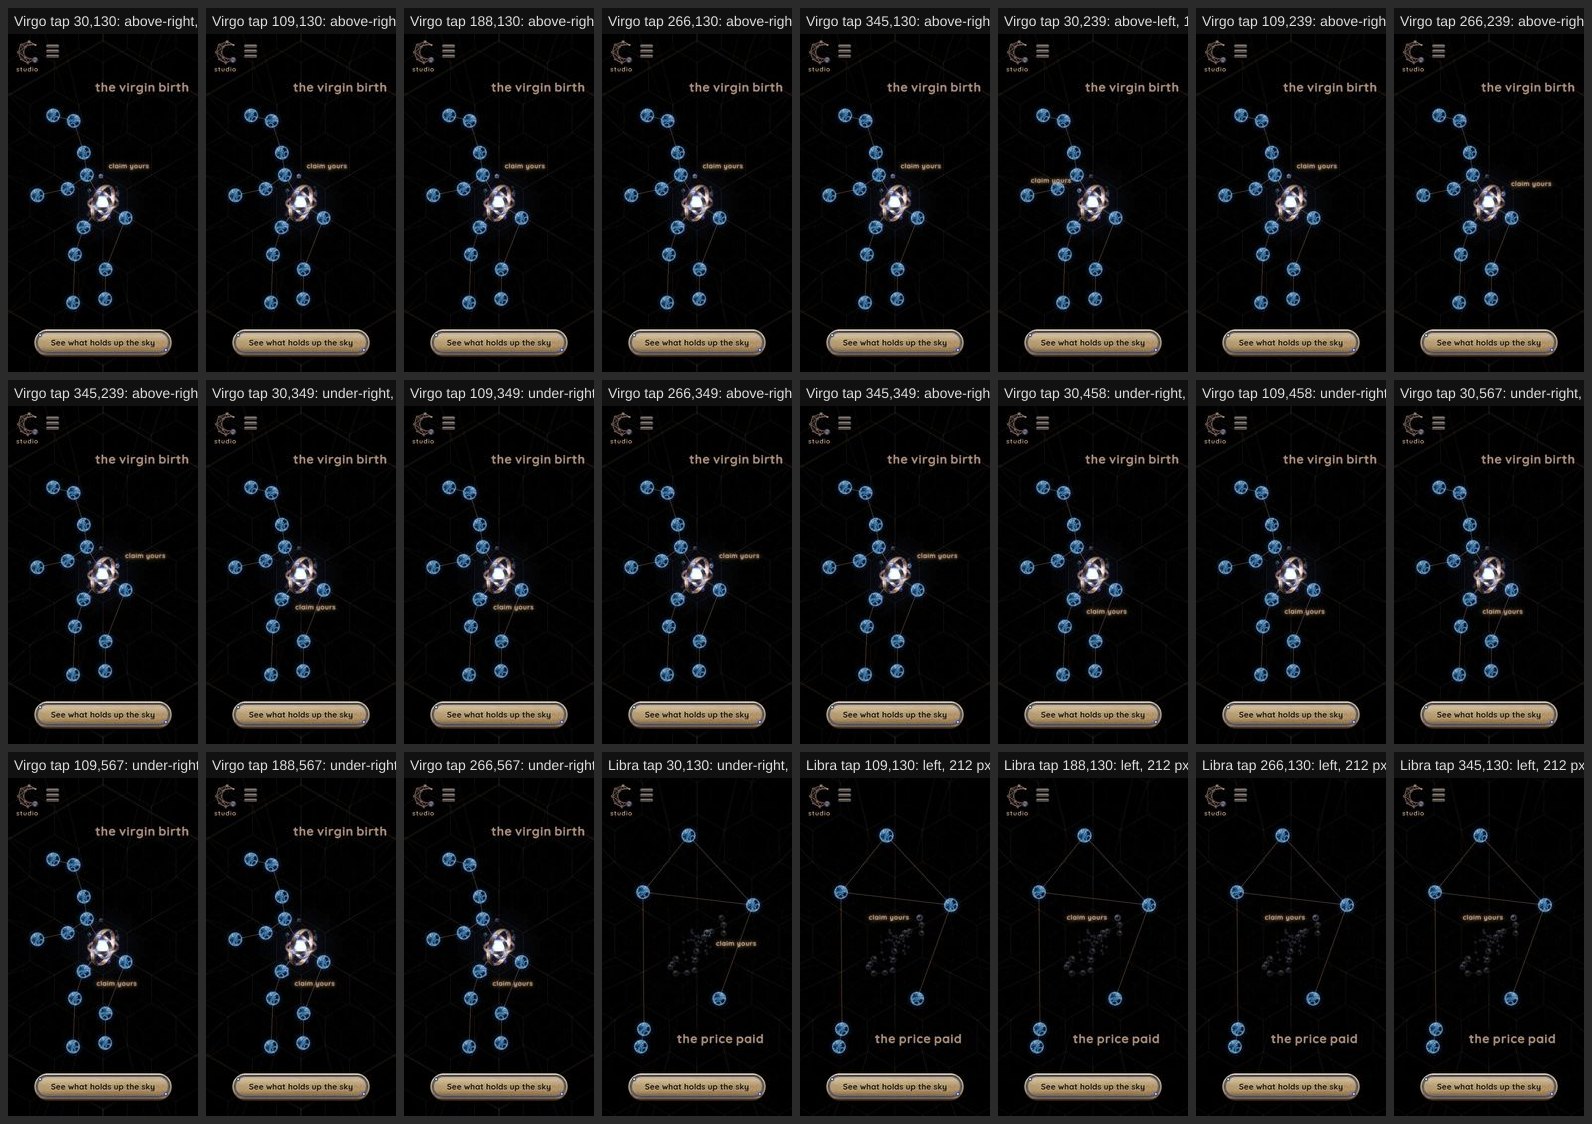 Virgo tap 30,130: above-right,
studio
the virgin birth
claim yours
See what holds up the sky
Virgo tap 109,130: above-righ
studio
the virgin birth
claim yours
See what holds up the sky
Virgo tap 188,130: above-righ
studio
the virgin birth
claim yours
See what holds up the sky
Virgo tap 266,130: above-righ
studio
the virgin birth
claim yours
See what holds up the sky
Virgo tap 345,130: above-righ
studio
the virgin birth
claim yours
See what holds up the sky
Virgo tap 30,239: above-left, 1
studio
the virgin birth
claim yours
See what holds up the sky
Virgo tap 109,239: above-righ
studio
the virgin birth
claim yours
See what holds up the sky
Virgo tap 266,239: above-righ
studio
the virgin birth
claim yours
See what holds up the sky
Virgo tap 345,239: above-righ
studio
the virgin birth
claim yours
See what holds up the sky
Virgo tap 30,349: under-right,
studio
the virgin birth
claim yours
See what holds up the sky
Virgo tap 109,349: under-right
studio
the virgin birth
claim yours
See what holds up the sky
Virgo tap 266,349: above-righ
studio
the virgin birth
claim yours
See what holds up the sky
Virgo tap 345,349: above-righ
studio
the virgin birth
claim yours
See what holds up the sky
Virgo tap 30,458: under-right,
studio
the virgin birth
claim yours
See what holds up the sky
Virgo tap 109,458: under-right
studio
the virgin birth
claim yours
See what holds up the sky
Virgo tap 30,567: under-right,
studio
the virgin birth
claim yours
See what holds up the sky
Virgo tap 109,567: under-right
studio
the virgin birth
claim yours
See what holds up the sky
Virgo tap 188,567: under-right
studio
the virgin birth
claim yours
See what holds up the sky
Virgo tap 266,567: under-right
studio
the virgin birth
claim yours
See what holds up the sky
Libra tap 30,130: under-right,
studio
claim yours
the price paid
See what holds up the sky
Libra tap 109,130: left, 212 px
studio
claim yours
the price paid
See what holds up the sky
Libra tap 188,130: left, 212 px
studio
claim yours
the price paid
See what holds up the sky
Libra tap 266,130: left, 212 px
studio
claim yours
the price paid
See what holds up the sky
Libra tap 345,130: left, 212 px
studio
claim yours
the price paid
See what holds up the sky